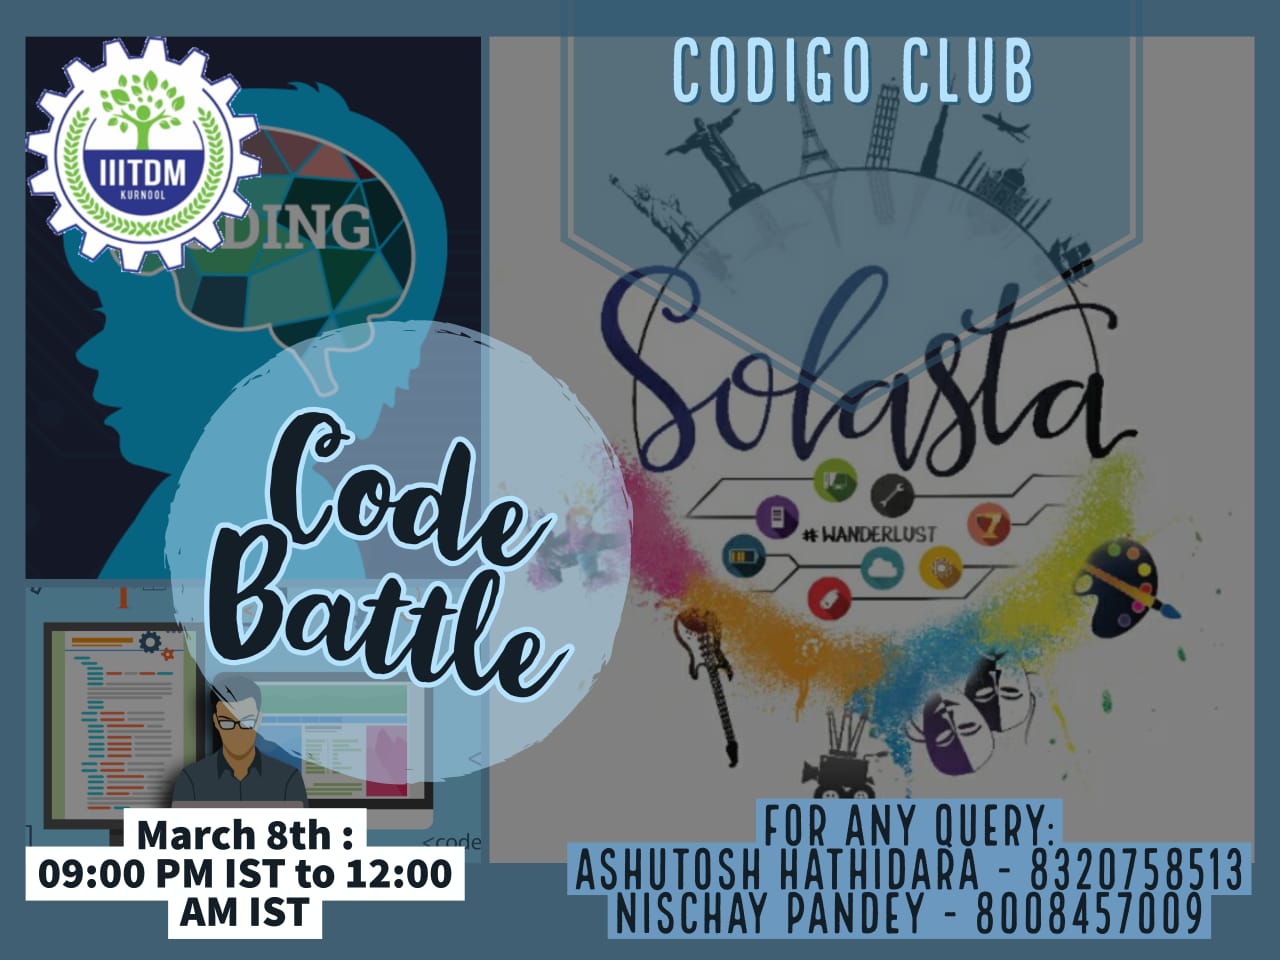 CODIGO CLUB
IIITDM
KURNOOL
DING
Solasta
#WANDERLUST
Code
Battle
<code
March 8th :
09:00 PM IST to 12:00
AM IST
FOR ANY QUERY:
ASHUTOSH HATHIDARA - 8320758513
NISCHAY PANDEY - 8008457009